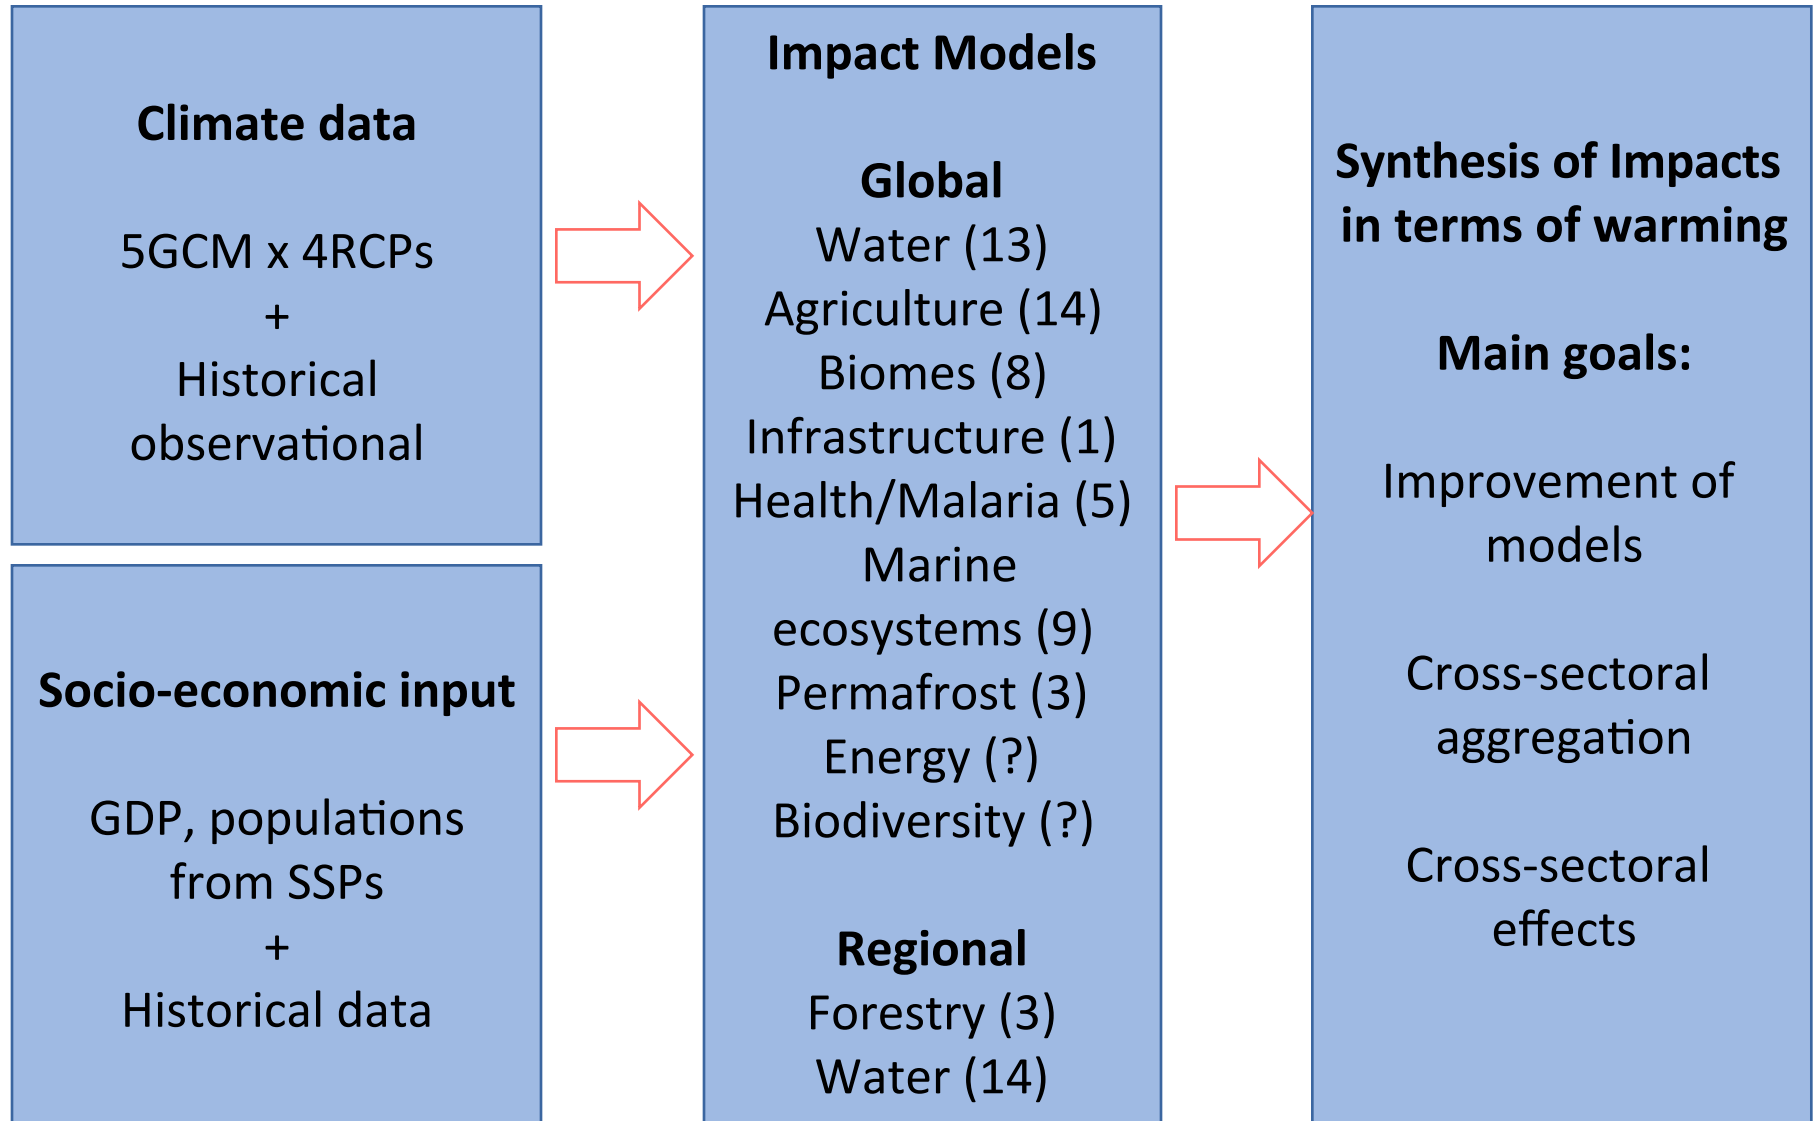 Climate data
5GCM x 4RCPs
+
Historical
observational
Socio-economic input
GDP, populations
from SSPs
+
Historical data
Impact Models
Global
Water (13)
Agriculture (14)
Biomes (8)
Infrastructure (1)
Health/Malaria (5)
Marine
ecosystems (9)
Permafrost (3)
Energy (?)
Biodiversity (?)
Regional
Forestry (3)
Water (14)
Synthesis of Impacts
in terms of warming
Main goals:
Improvement of
models
Cross-sectoral
aggregation
Cross-sectoral
effects